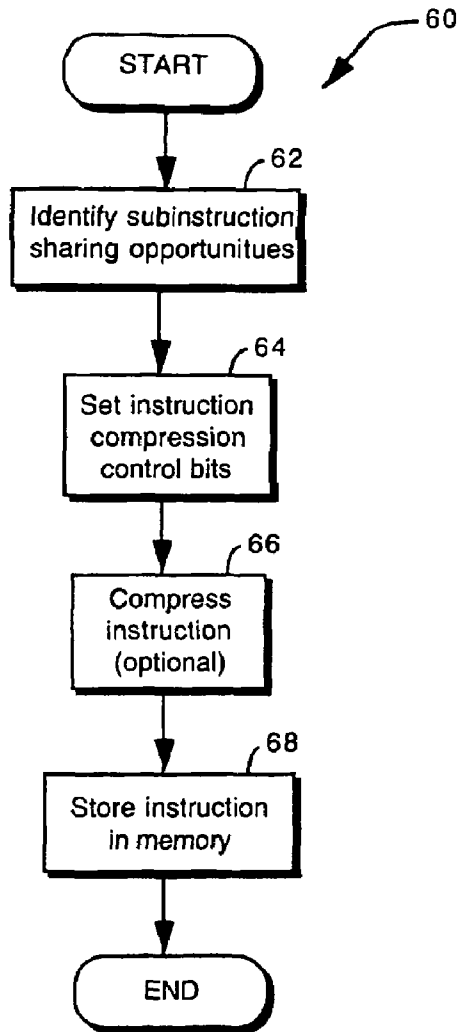 60
START
62
Identify subinstruction
sharing opportunitues
64
Set instruction
compression
control bits
66
Compress
instruction
(optional)
68
Store instruction
in memory
END